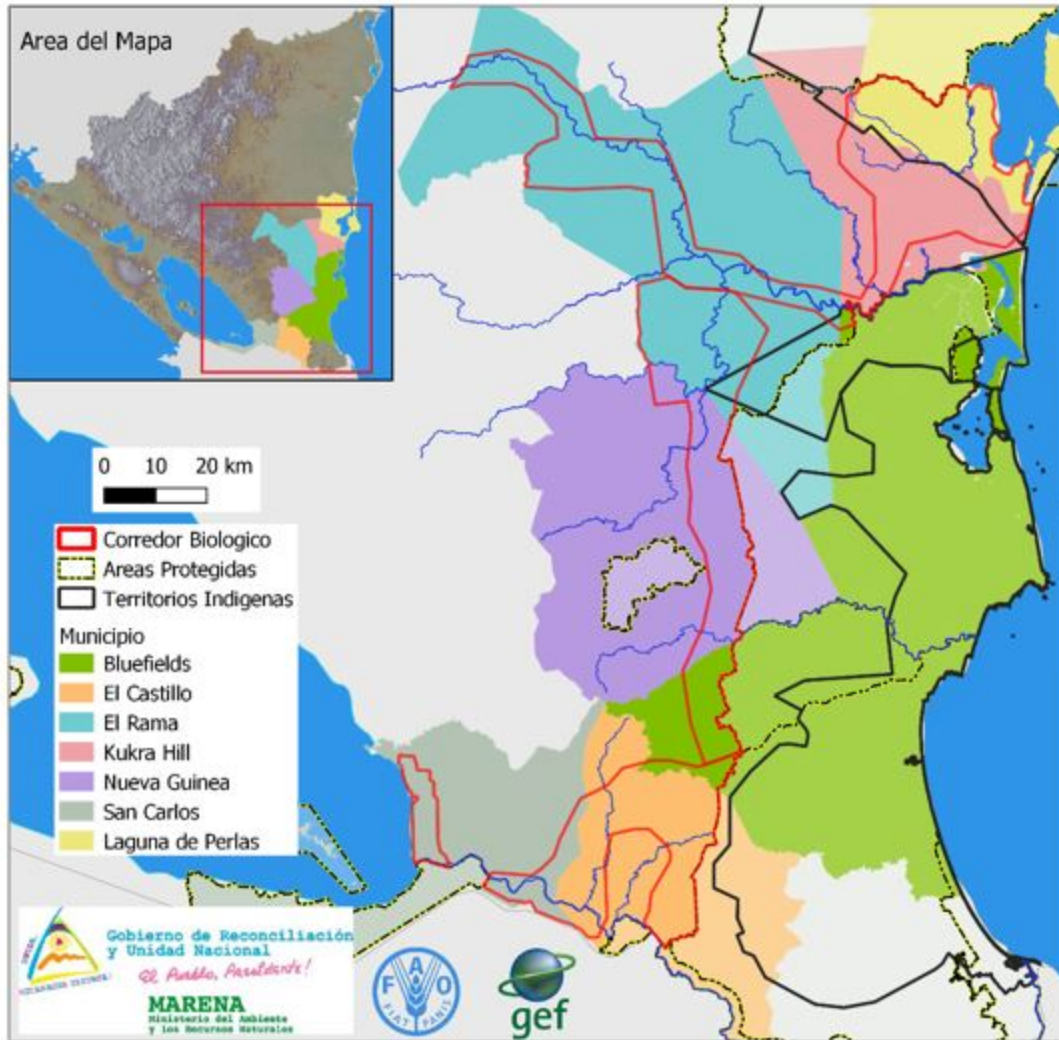 Area del Mapa
0 10 20 km
Corredor Biologico
Areas Protegidas
Territorios Indigenas
Municipio
Bluefields
El Castillo
El Rama
Kukra Hill
Nueva Guinea
San Carlos
Laguna de Perlas
Gobierno de Reconciliación
y Unidad Nacional
El Pueblo, Presidente!
MARENA
Ministerio del Ambiente
y los Recursos Naturales
F A O
FIAT PANIS
gef